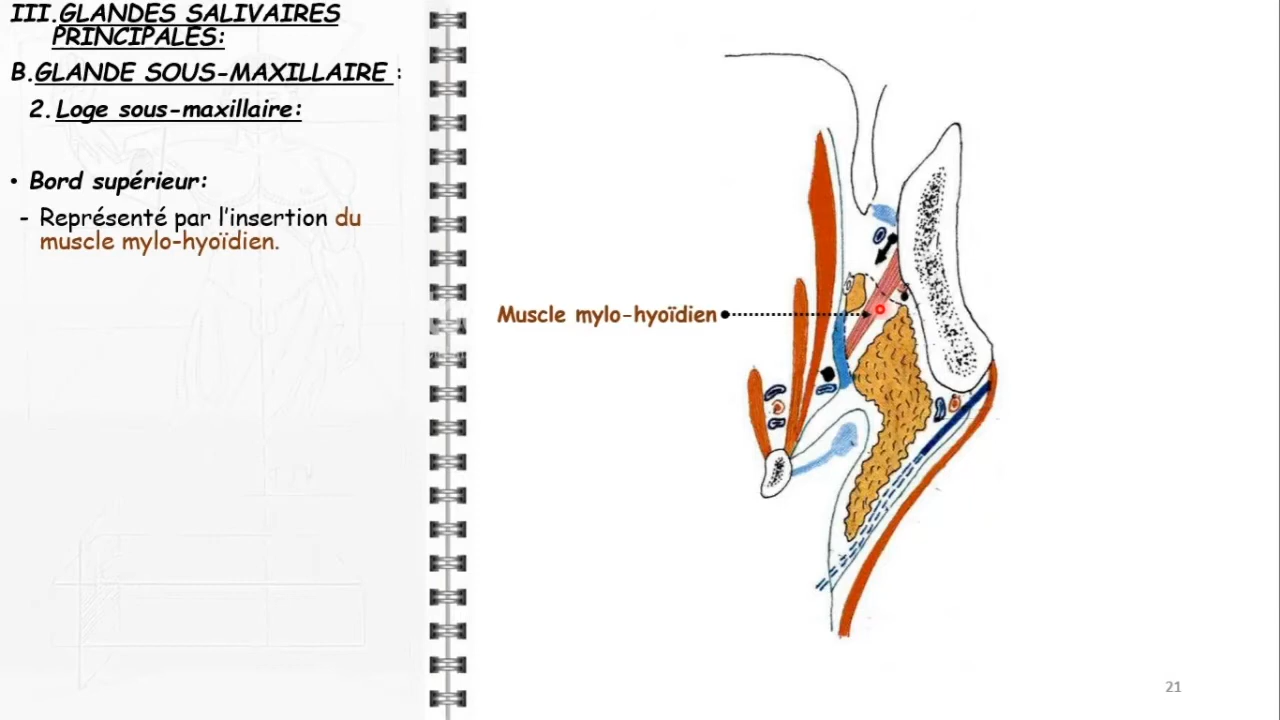 III. GLANDES SALIVAIRES
PRINCIPALES:
B. GLANDE SOUS-MAXILLAIRE :
2. Loge sous-maxillaire:
• Bord supérieur:
- Représenté par l'insertion du
muscle mylo-hyoïdien.
Muscle mylo-hyoïdien
21